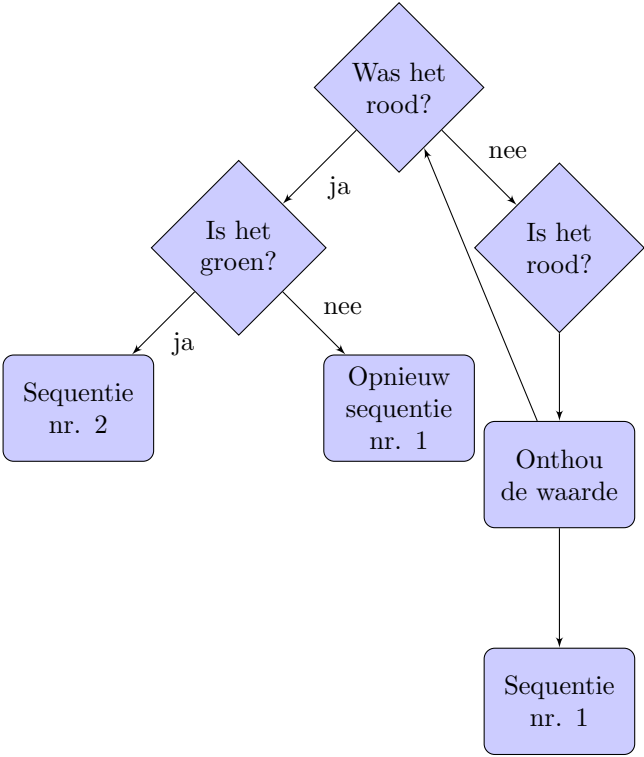 Was het
rood?
ja
nee
Is het
groen?
Is het
rood?
ja
nee
Sequentie
nr. 2
Opnieuw
sequentie
nr. 1
Onthou
de waarde
Sequentie
nr. 1